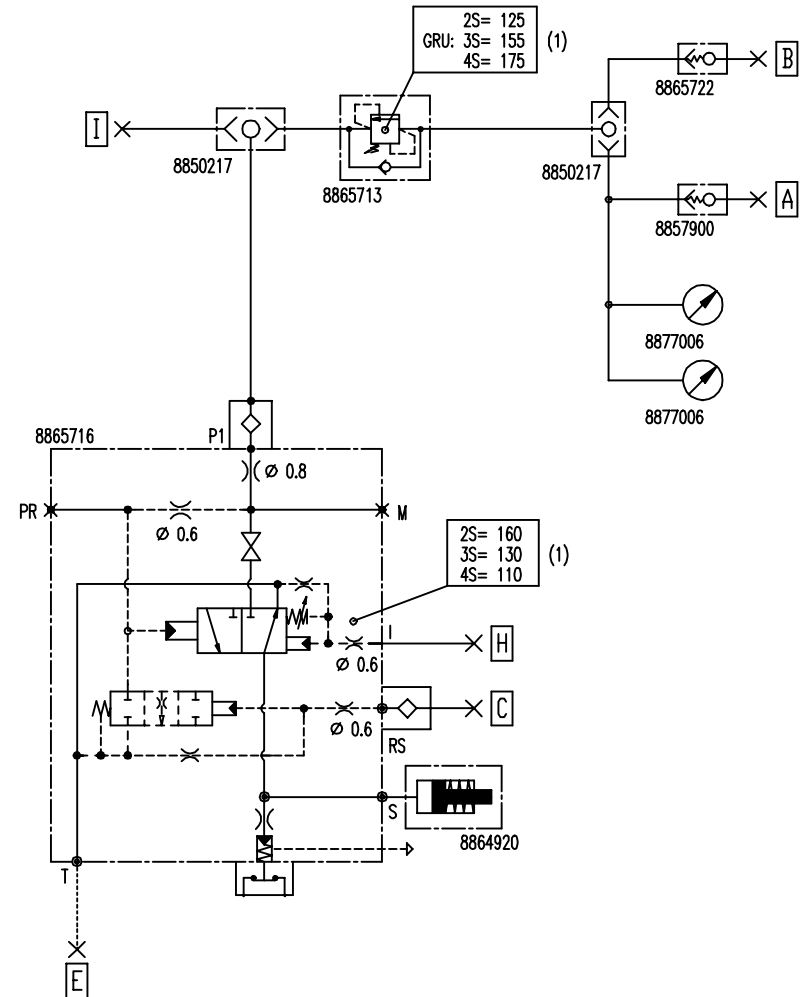 2S= 125
GRU: 3S= 155 (1)
4S= 175
B
8865722
I
8850217
8865713
8850217
A
8857900
8877006
8877006
8865716
P1
Ø 0.8
PR
M
Ø 0.6
2S= 160
3S= 130 (1)
4S= 110
I
H
Ø 0.6
C
Ø 0.6
RS
S
8864920
T
E